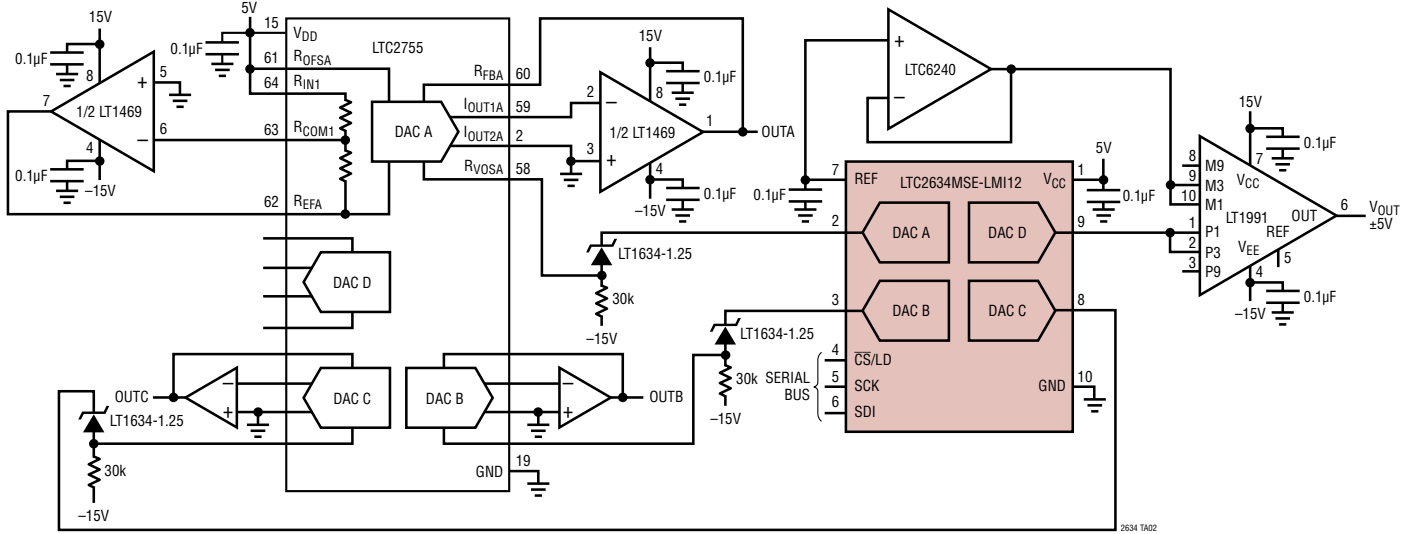 15V
0.1µF
8
5
7
1/2 LT1469
+
–
6
4
0.1µF
–15V
5V
0.1µF
15
VDD
LTC2755
61
ROFSA
64
RIN1
63
RCOM1
62
REFA
DAC A
RFBA
60
IOUT1A
59
IOUT2A
2
RVOSA
58
15V
0.1µF
8
2
–
1/2 LT1469
1
OUTA
3
+
4
0.1µF
–15V
DAC D
LT1634-1.25
30k
–15V
OUTC
–
+
DAC C
DAC B
–
+
OUTB
LT1634-1.25
30k
–15V
GND
19
LT1634-1.25
30k
–15V
+
LTC6240
–
0.1µF
7
REF
LTC2634MSE-LMI12
VCC
1
5V
0.1µF
2
DAC A
DAC D
9
3
DAC B
DAC C
8
SERIAL
BUS
4
CS/LD
5
SCK
6
SDI
GND
10
15V
0.1µF
7
VCC
8
M9
9
M3
10
M1
LT1991
OUT
6
VOUT
±5V
1
P1
2
P3
3
P9
REF
5
VEE
4
0.1µF
–15V
2634 TA02